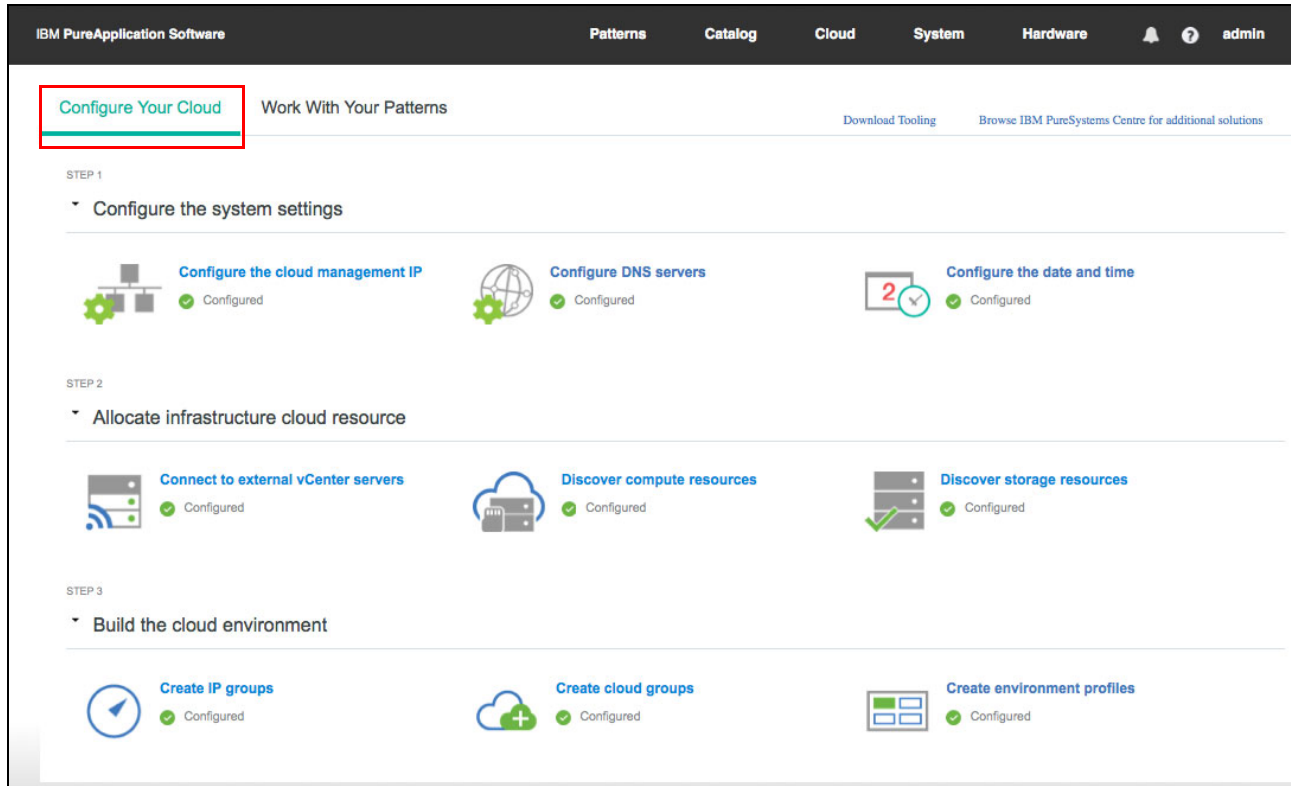 IBM PureApplication Software
Patterns
Catalog
Cloud
System
Hardware
admin
Configure Your Cloud
Work With Your Patterns
Download Tooling
Browse IBM PureSystems Centre for additional solutions
STEP 1
Configure the system settings
Configure the cloud management IP
Configured
Configure DNS servers
Configured
2
Configure the date and time
Configured
STEP 2
Allocate infrastructure cloud resource
Connect to external vCenter servers
Configured
Discover compute resources
Configured
Discover storage resources
Configured
STEP 3
Build the cloud environment
Create IP groups
Configured
Create cloud groups
Configured
Create environment profiles
Configured